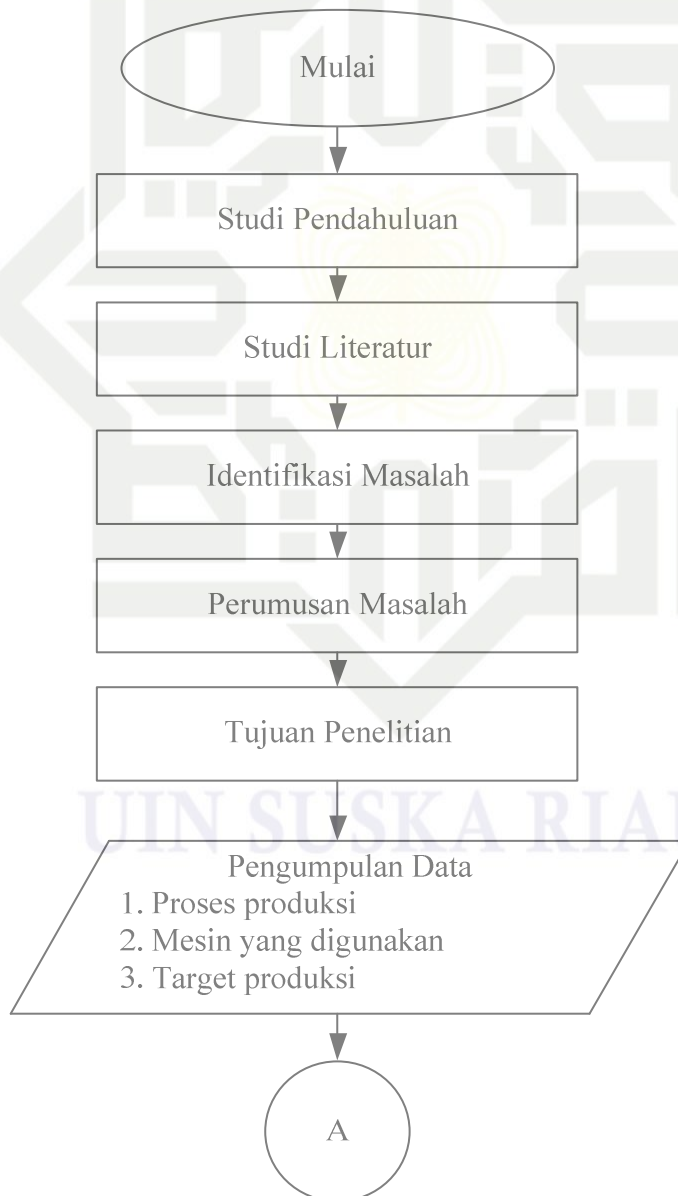 Mulai
Studi Pendahuluan
Studi Literatur
Identifikasi Masalah
Perumusan Masalah
Tujuan Penelitian
UIN SUSKA RIA
Pengumpulan Data
1. Proses produksi
2. Mesin yang digunakan
3. Target produksi
A